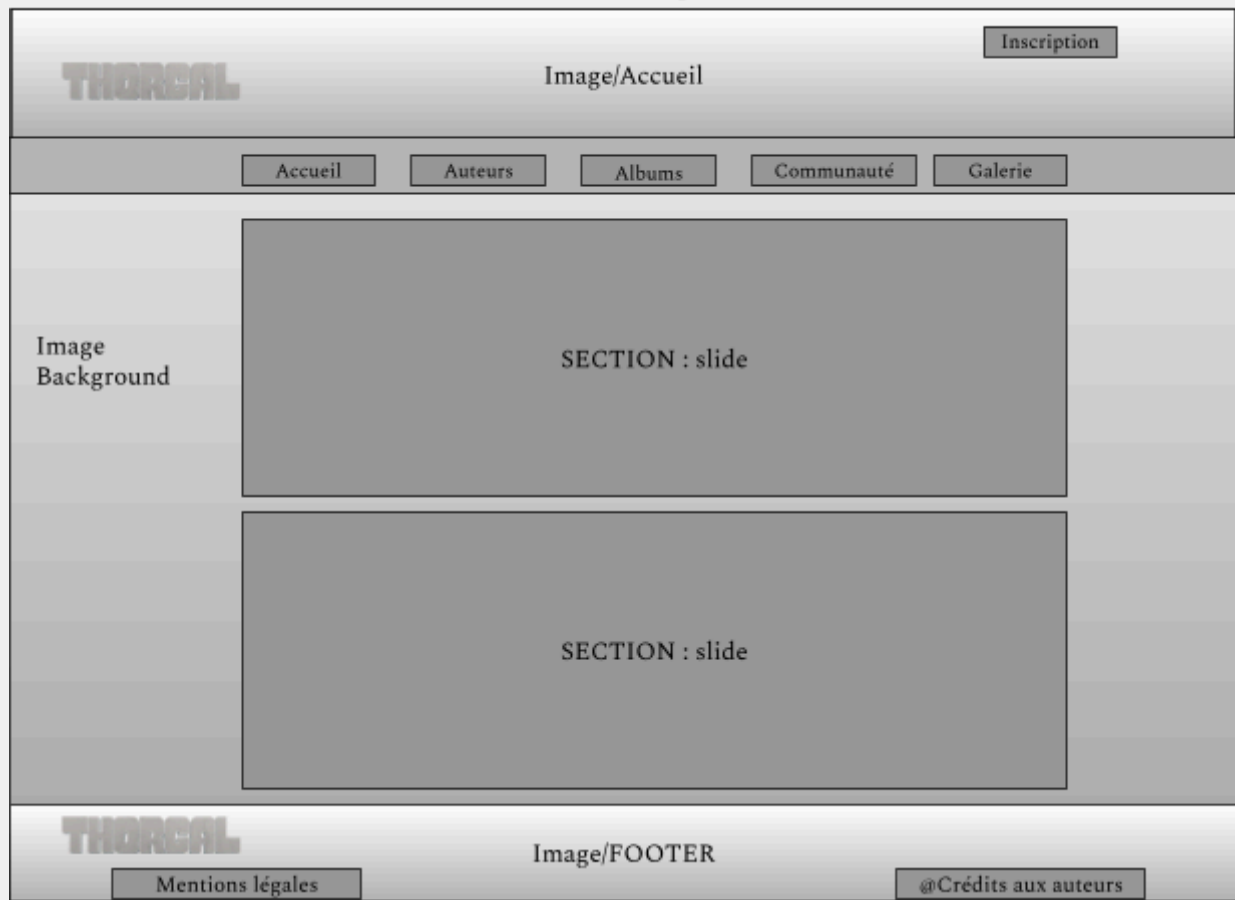 Inscription
THORGAL
Image/Accueil
Accueil
Auteurs
Albums
Communauté
Galerie
Image
Background
SECTION : slide
SECTION : slide
THORGAL
Image/FOOTER
Mentions légales
@Crédits aux auteurs